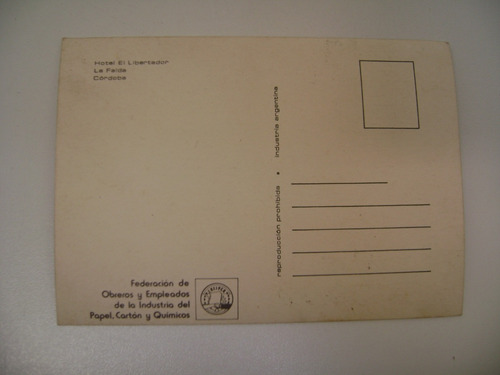 Hotel El Libertador
La Falda
Córdoba
reproducción prohibida • industria argentina
Federación de
Obreros y Empleados
de la Industria del
Papel, Cartón y Químicos